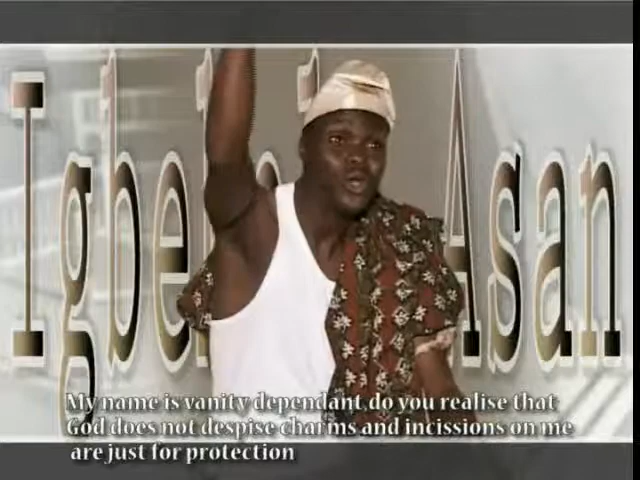 Asan
My name is vanity dependant,do you realise that
God does not despise charms and incissions on me
are just for protection